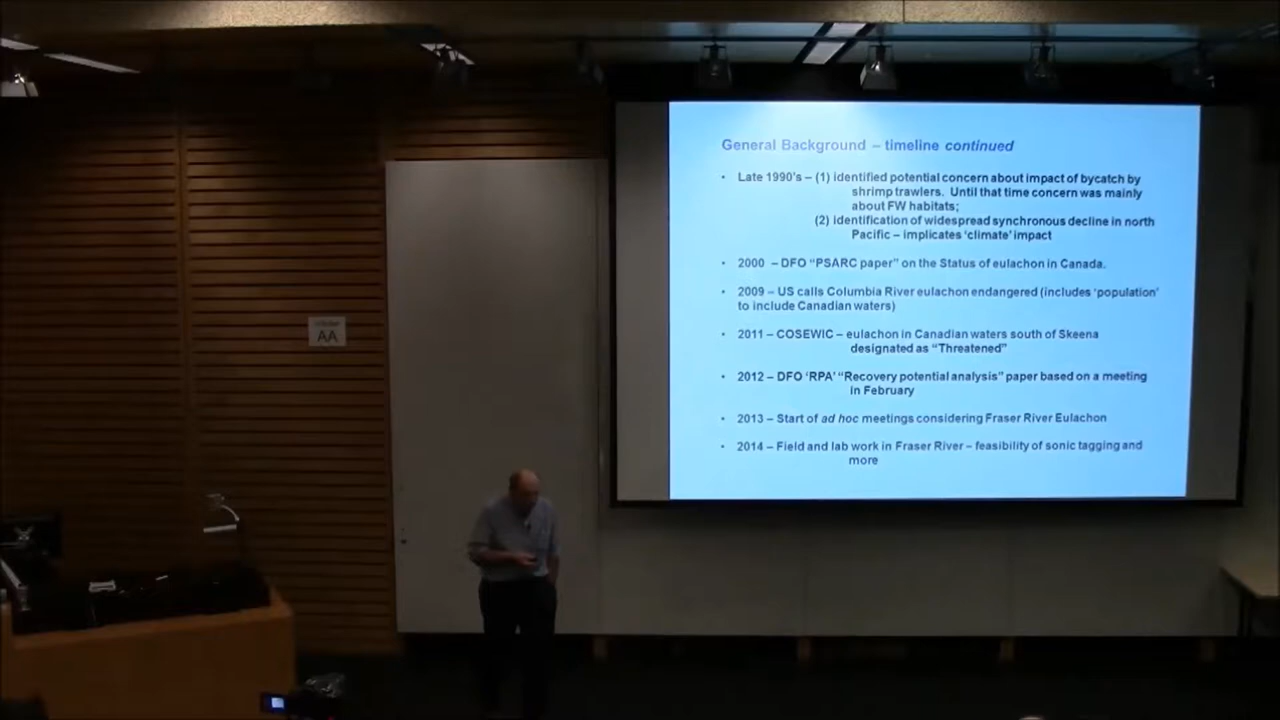 General Background – timeline continued
• Late 1990's – (1) identified potential concern about impact of bycatch by
shrimp trawlers. Until that time concern was mainly
about FW habitats;
(2) identification of widespread synchronous decline in north
Pacific – implicates 'climate' impact
• 2000 – DFO "PSARC paper" on the Status of eulachon in Canada.
• 2009 – US calls Columbia River eulachon endangered (includes 'population'
to include Canadian waters)
• 2011 – COSEWIC – eulachon in Canadian waters south of Skeena
designated as "Threatened"
• 2012 – DFO 'RPA' "Recovery potential analysis" paper based on a meeting
in February
• 2013 – Start of ad hoc meetings considering Fraser River Eulachon
• 2014 – Field and lab work in Fraser River – feasibility of sonic tagging and
more
AA